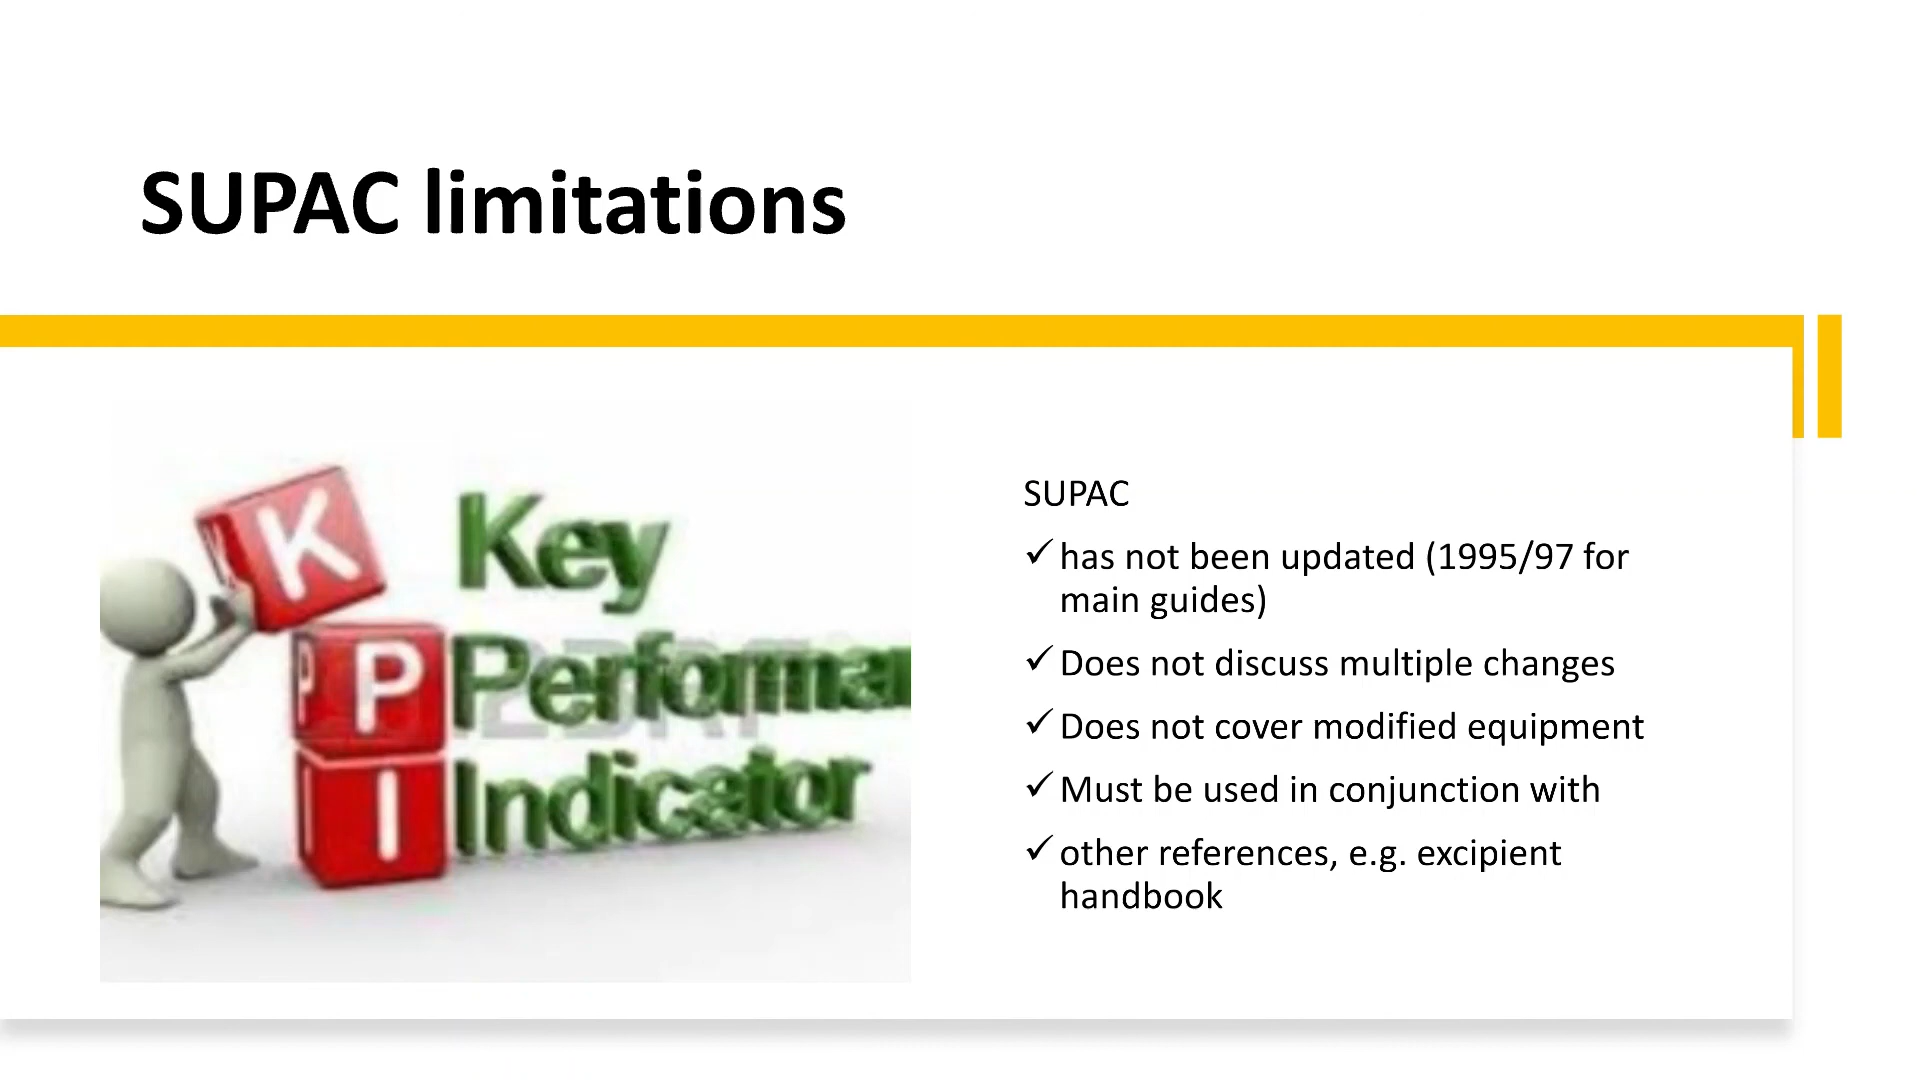 SUPAC limitations
K
P
I
Key
Performa
Indicator
SUPAC
✓ has not been updated (1995/97 for
main guides)
✓ Does not discuss multiple changes
✓ Does not cover modified equipment
✓ Must be used in conjunction with
✓ other references, e.g. excipient
handbook